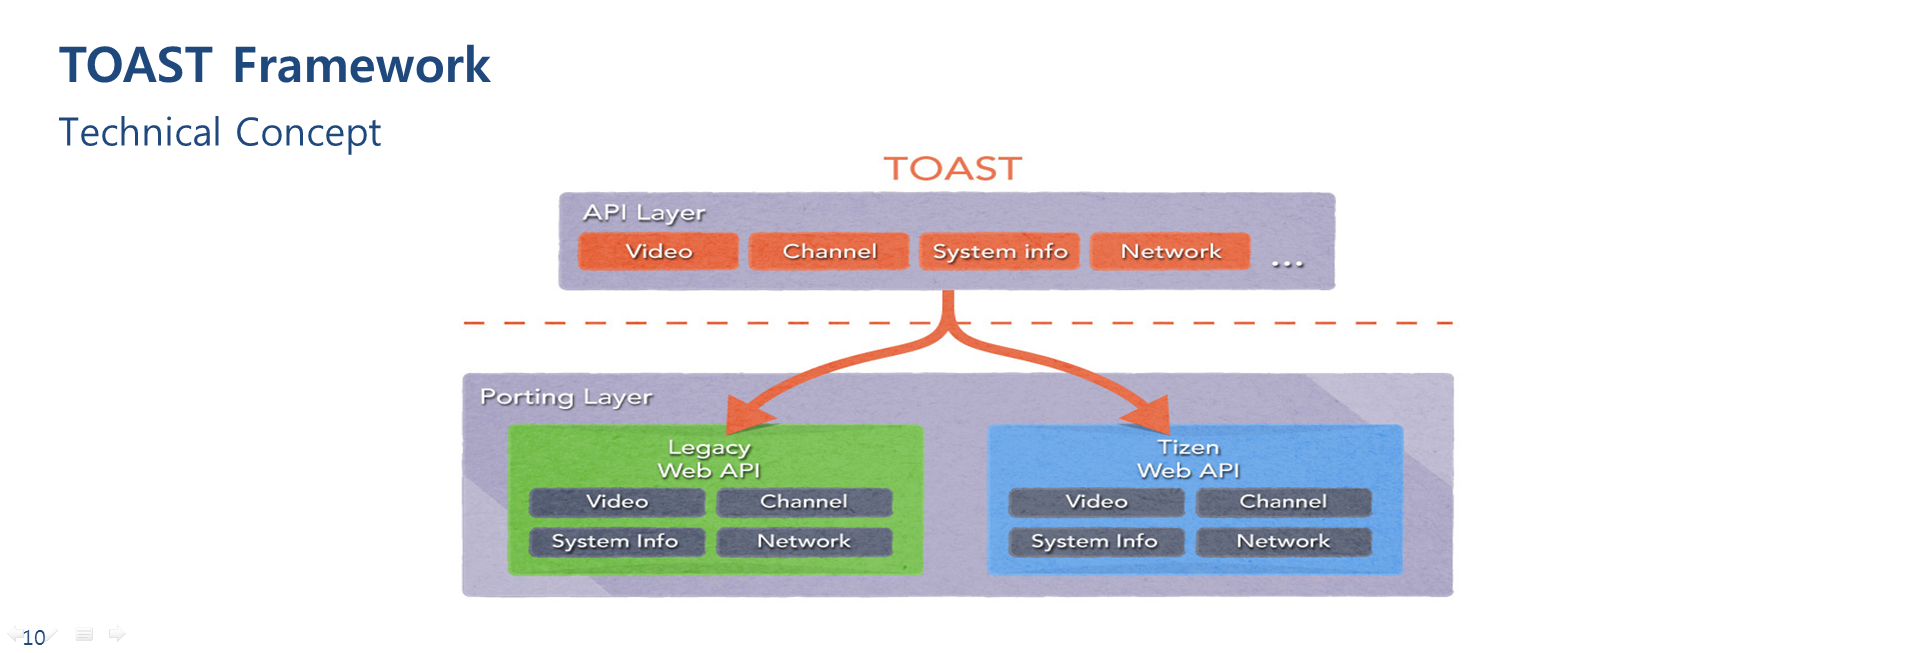 TOAST Framework
Technical Concept
TOAST
API Layer
Video Channel System info Network ...
Porting Layer
Legacy
Web API
Video Channel
System Info Network
Tizen
Web API
Video Channel
System Info Network
10